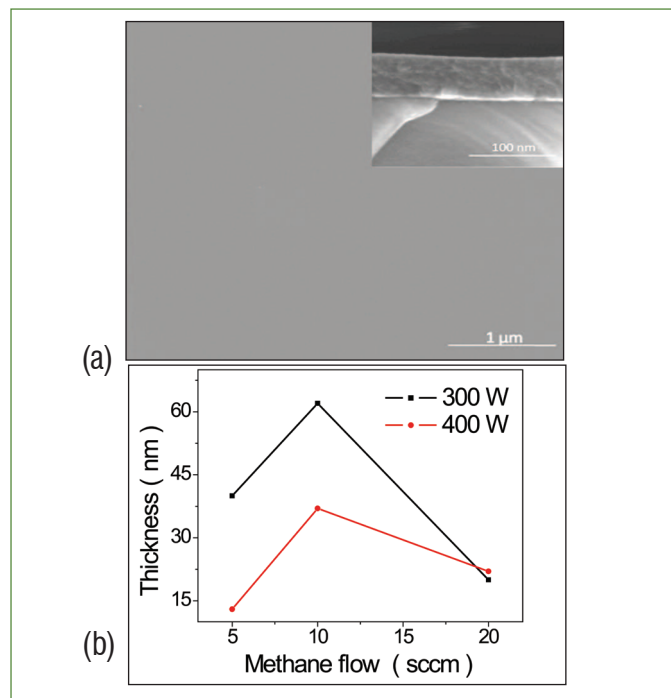 100 nm
1 µm
(a)
300 W
400 W
Thickness ( nm )
60
45
30
15
5
10
15
20
Methane flow ( sccm )
(b)